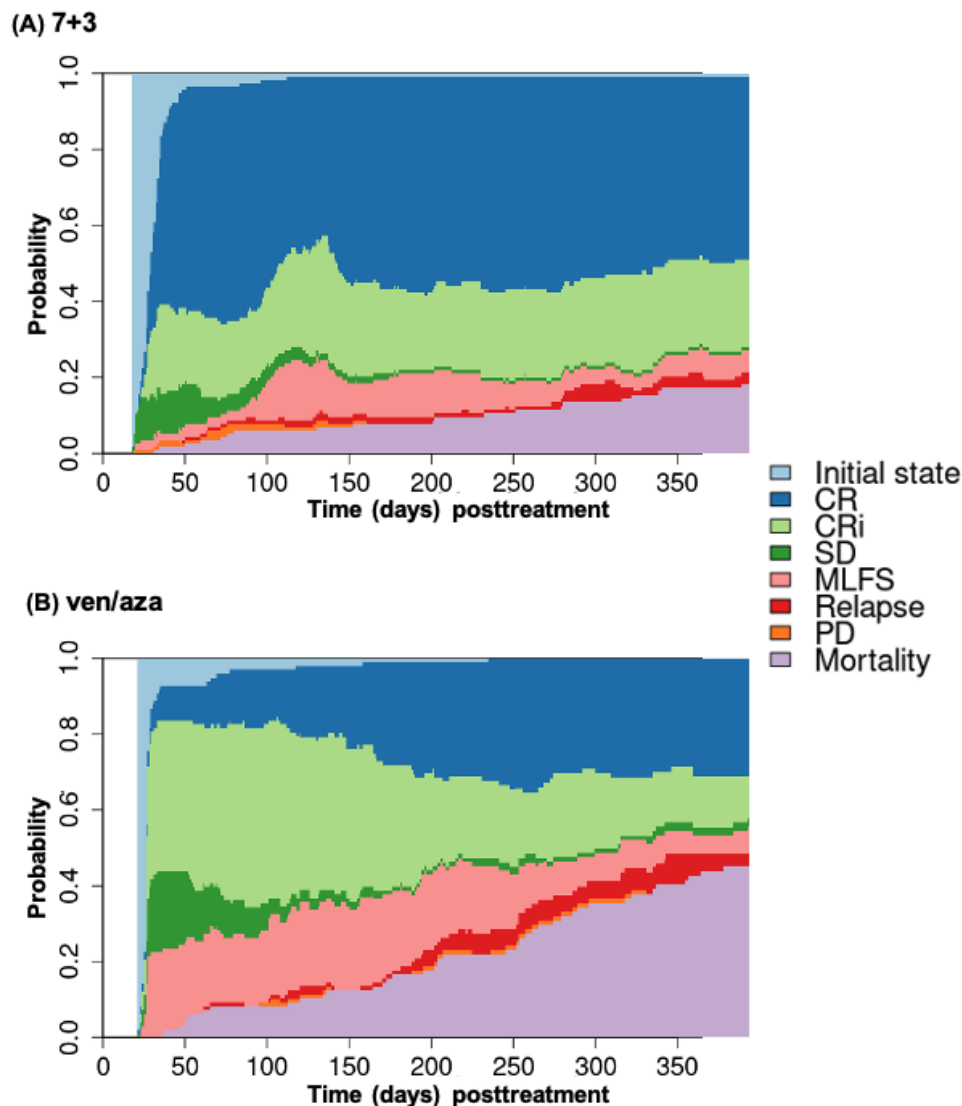 (A) 7+3
1.0
0.8
0.6
0.4
0.2
0.0
Probability
0 50 100 150 200 250 300 350
Time (days) posttreatment
Initial state
CR
CRi
SD
MLFS
Relapse
PD
Mortality
(B) ven/aza
1.0
0.8
0.6
0.4
0.2
0.0
Probability
0 50 100 150 200 250 300 350
Time (days) posttreatment